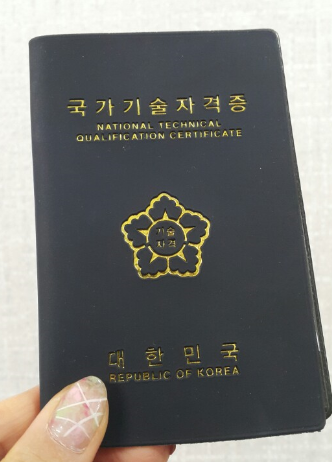 국가기술자격증
NATIONAL TECHNICAL
QUALIFICATION CERTIFICATE
기술
자격
대한민국
REPUBLIC OF KOREA